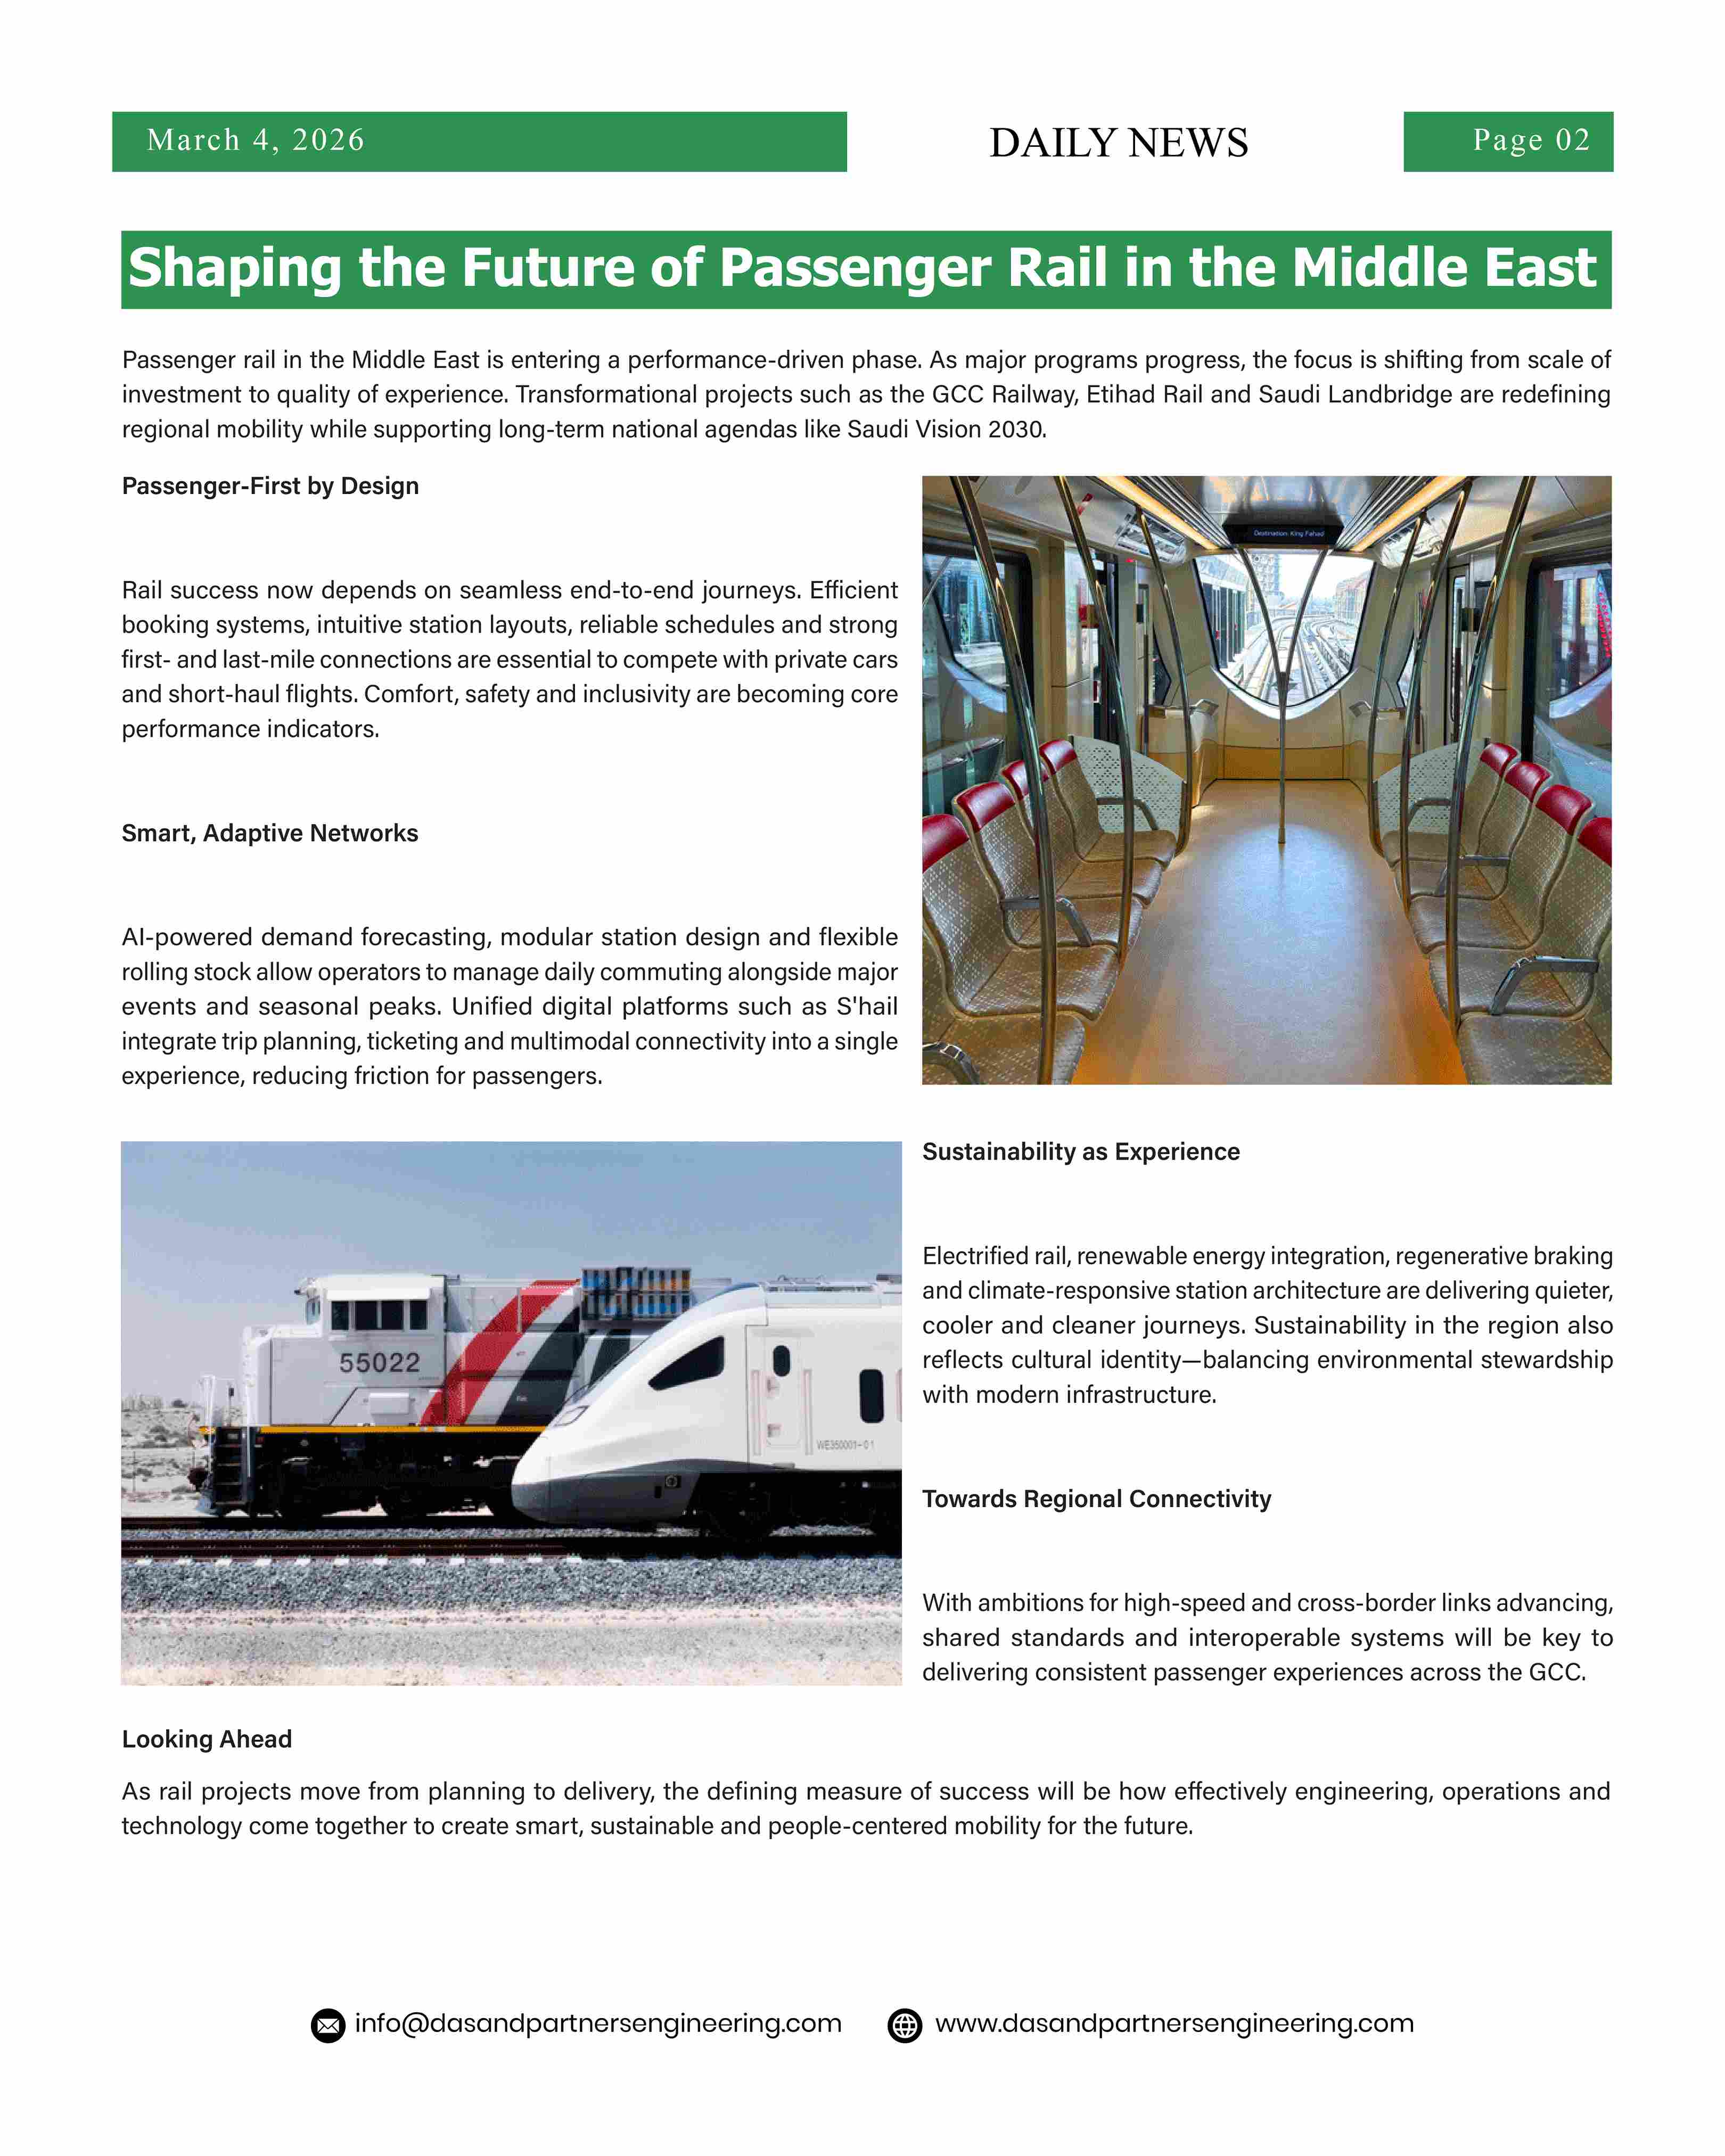 March 4, 2026
DAILY NEWS
Page 02
Shaping the Future of Passenger Rail in the Middle East
Passenger rail in the Middle East is entering a performance-driven phase. As major programs progress, the focus is shifting from scale of
investment to quality of experience. Transformational projects such as the GCC Railway, Etihad Rail and Saudi Landbridge are redefining
regional mobility while supporting long-term national agendas like Saudi Vision 2030.
Passenger-First by Design
Rail success now depends on seamless end-to-end journeys. Efficient
booking systems, intuitive station layouts, reliable schedules and strong
first- and last-mile connections are essential to compete with private cars
and short-haul flights. Comfort, safety and inclusivity are becoming core
performance indicators.
Smart, Adaptive Networks
AI-powered demand forecasting, modular station design and flexible
rolling stock allow operators to manage daily commuting alongside major
events and seasonal peaks. Unified digital platforms such as S'hail
integrate trip planning, ticketing and multimodal connectivity into a single
experience, reducing friction for passengers.
Destination: King Fahad
55022
WE350001-01
Sustainability as Experience
Electrified rail, renewable energy integration, regenerative braking
and climate-responsive station architecture are delivering quieter,
cooler and cleaner journeys. Sustainability in the region also
reflects cultural identity—balancing environmental stewardship
with modern infrastructure.
Towards Regional Connectivity
With ambitions for high-speed and cross-border links advancing,
shared standards and interoperable systems will be key to
delivering consistent passenger experiences across the GCC.
Looking Ahead
As rail projects move from planning to delivery, the defining measure of success will be how effectively engineering, operations and
technology come together to create smart, sustainable and people-centered mobility for the future.
info@dasandpartnersengineering.com
www.dasandpartnersengineering.com